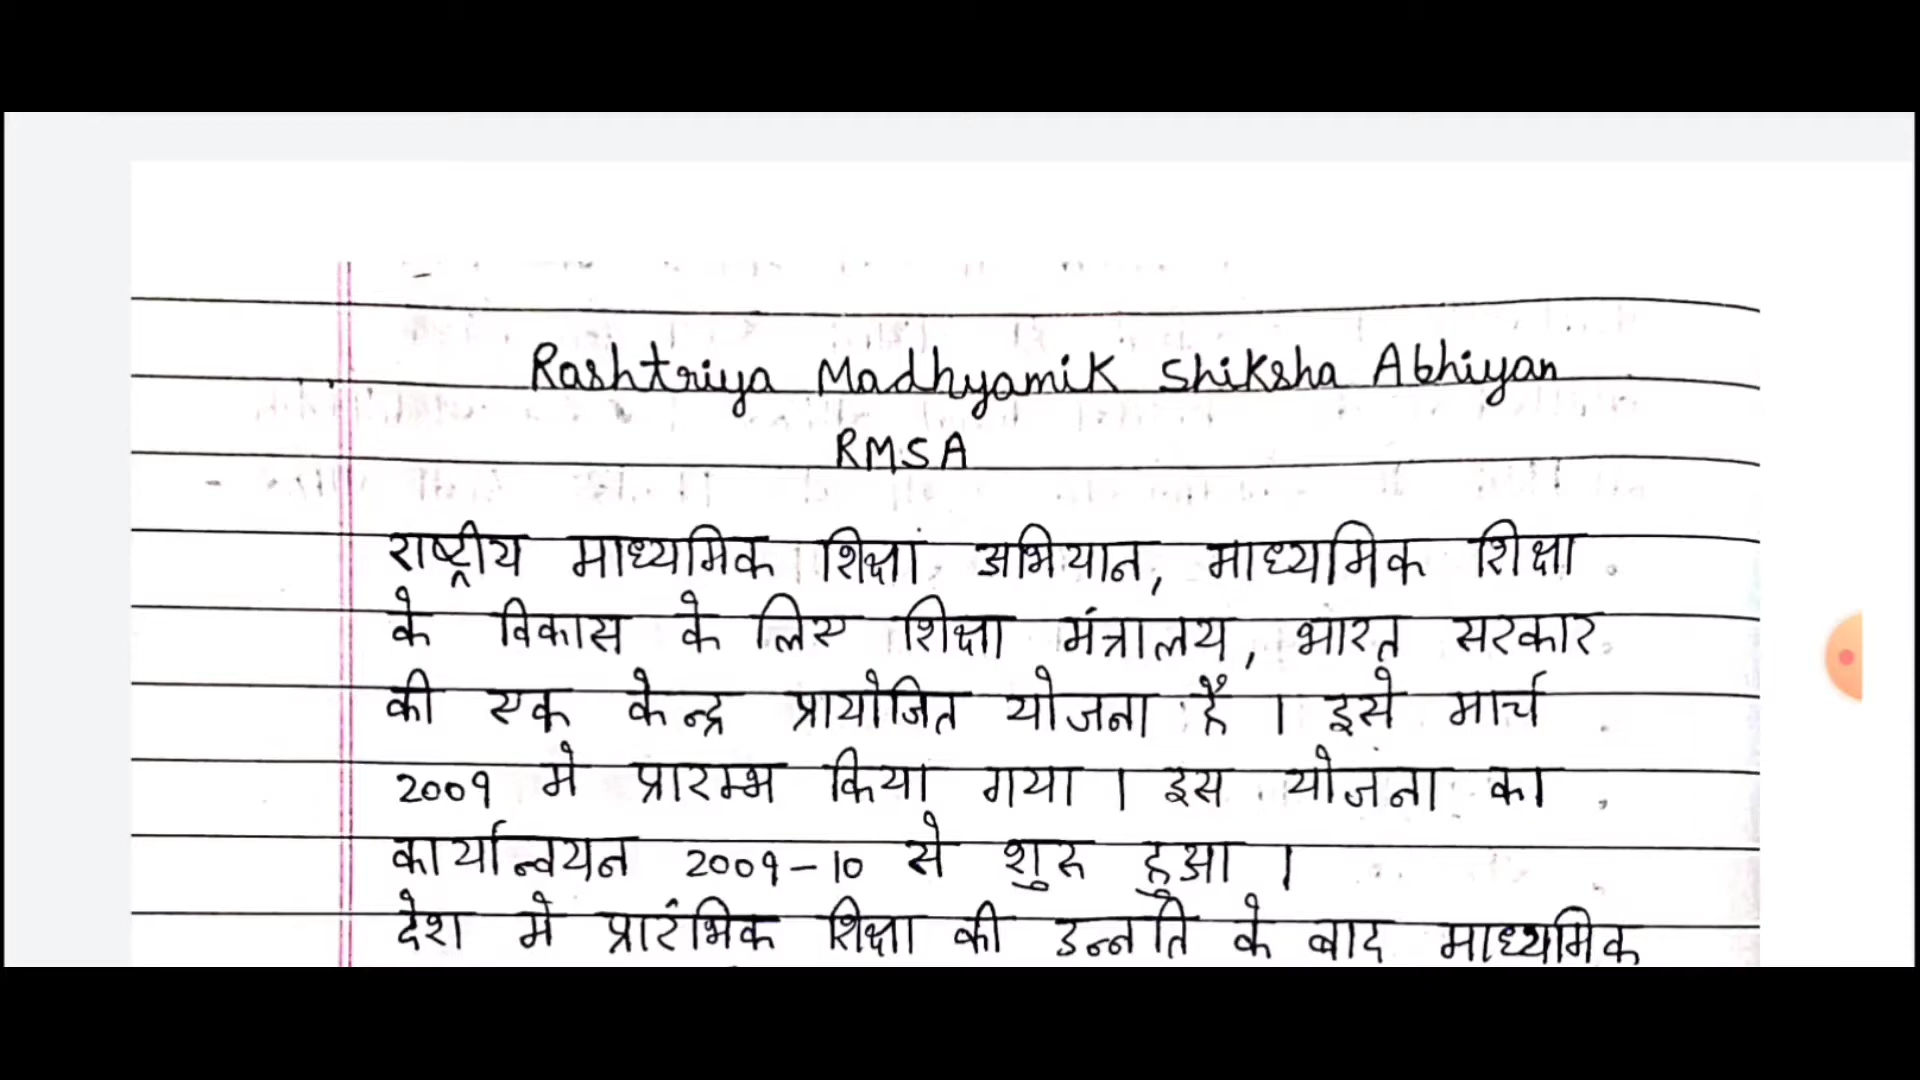 Rashtriya Madhyamik Shiksha Abhiyan
RMSA
राष्ट्रीय माध्यमिक शिक्षा अभियान, माध्यमिक शिक्षा
के विकास के लिए शिक्षा मंत्रालय, भारत सरकार
की एक केन्द्र प्रायोजित योजना है ।  इसे मार्च
2009 मे प्रारम्भ किया गया । इस योजना का
कार्यान्वयन 2009-10 से शुरू हुआ ।
देश मे प्रारंभिक शिक्षा की उन्नति के बाद माध्यमिक